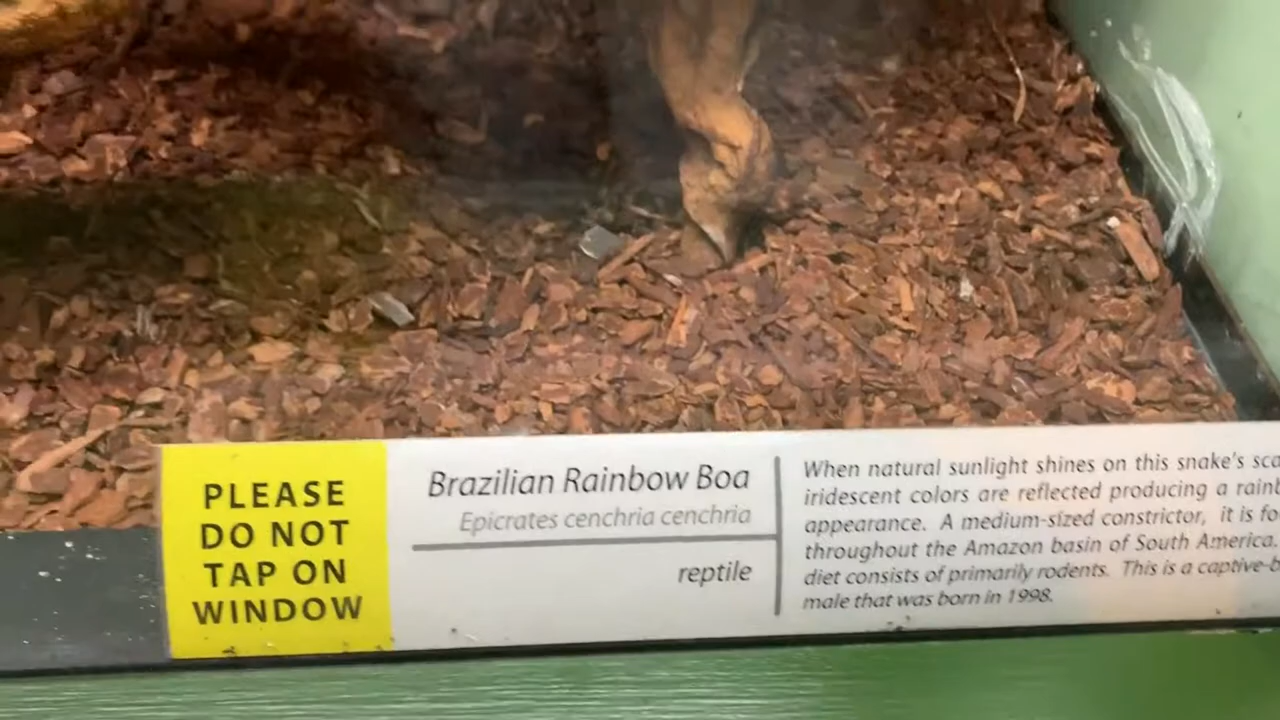 PLEASE
DO NOT
TAP ON
WINDOW
Brazilian Rainbow Boa
Epicrates cenchria cenchria
reptile
When natural sunlight shines on this snake's
iridescent colors are reflected producing a
appearance. A medium-sized constrictor, it is
throughout the Amazon basin of South America.
diet consists of primarily rodents. This is a
male that was born in 1998.